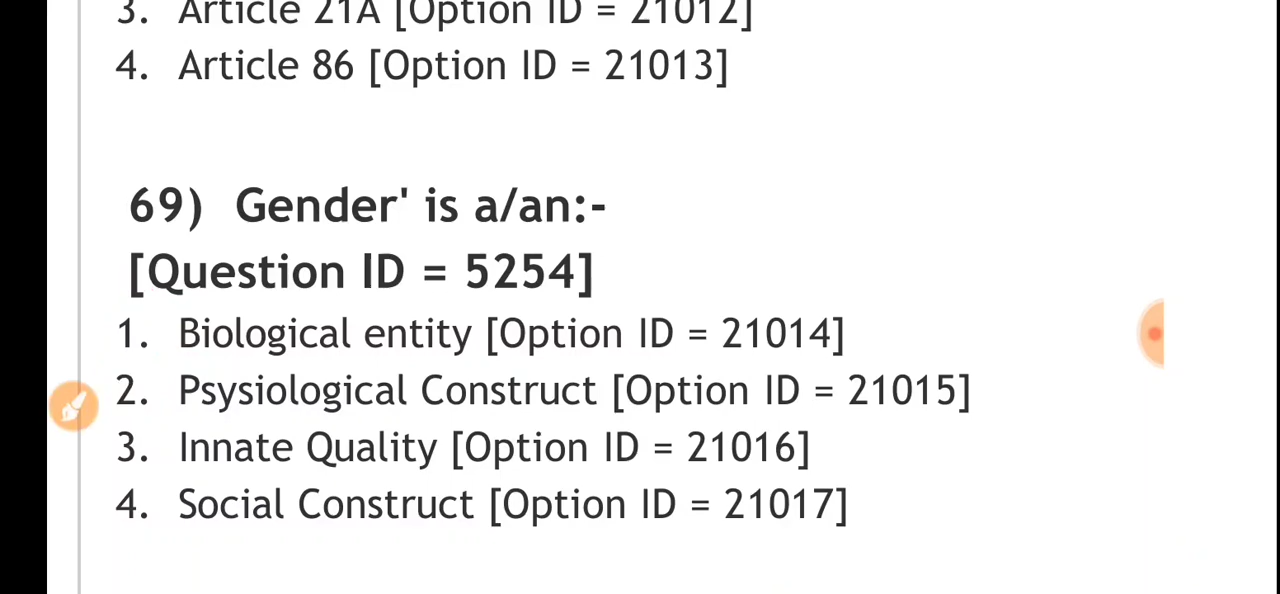 3. Article 21A [Option ID = 21012]
4. Article 86 [Option ID = 21013]
69) Gender' is a/an:-
[Question ID = 5254]
1. Biological entity [Option ID = 21014]
2. Psysiological Construct [Option ID = 21015]
3. Innate Quality [Option ID = 21016]
4. Social Construct [Option ID = 21017]